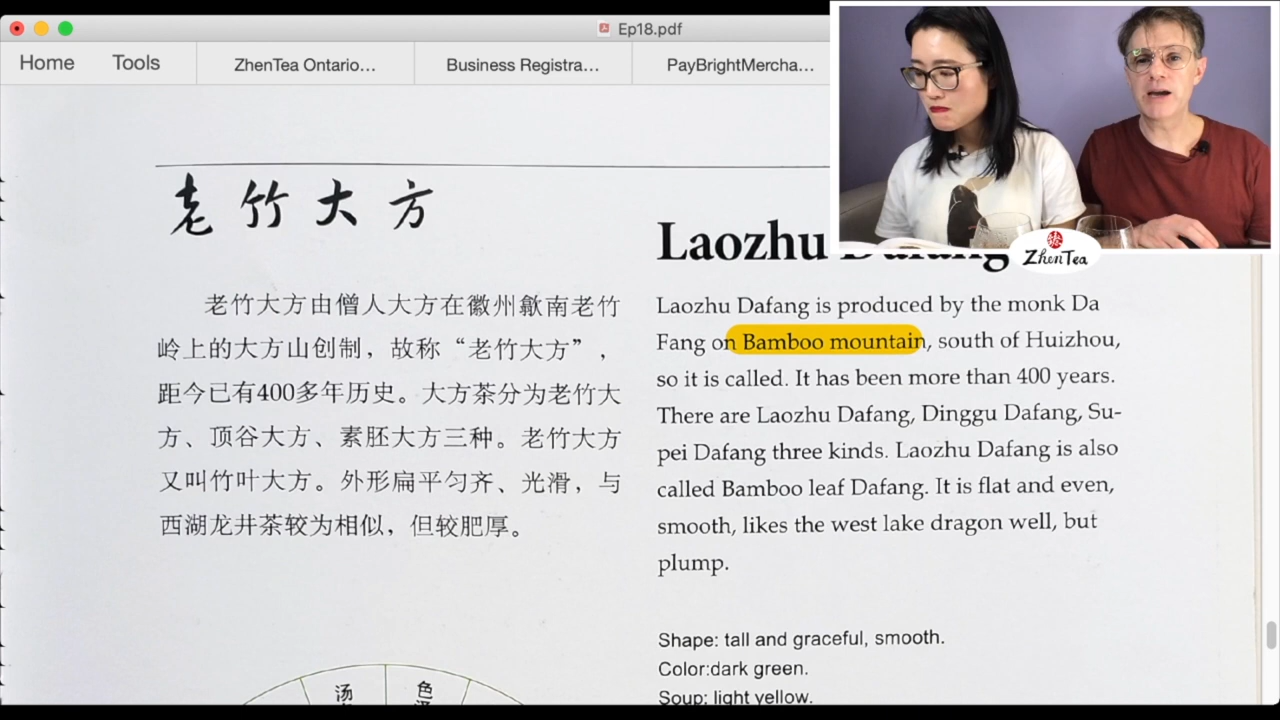 Ep18.pdf
Home
Tools
ZhenTea Ontario...
Business Registra...
PayBrightMercha...
老竹大方
老竹大方由僧人大方在徽州歙南老竹
岭上的大方山创制，故称“老竹大方”，
距今已有400多年历史。大方茶分为老竹大
方、顶谷大方、素胚大方三种。老竹大方
又叫竹叶大方。外形扁平匀齐、光滑，与
西湖龙井茶较为相似，但较肥厚。
Laozhu Dafang
Laozhu Dafang is produced by the monk Da
Fang on Bamboo mountain, south of Huizhou,
so it is called. It has been more than 400 years.
There are Laozhu Dafang, Dinggu Dafang, Su-
pei Dafang three kinds. Laozhu Dafang is also
called Bamboo leaf Dafang. It is flat and even,
smooth, likes the west lake dragon well, but
plump.
Shape: tall and graceful, smooth.
Color:dark green.
Soup: light yellow.
汤
色
ZhenTea